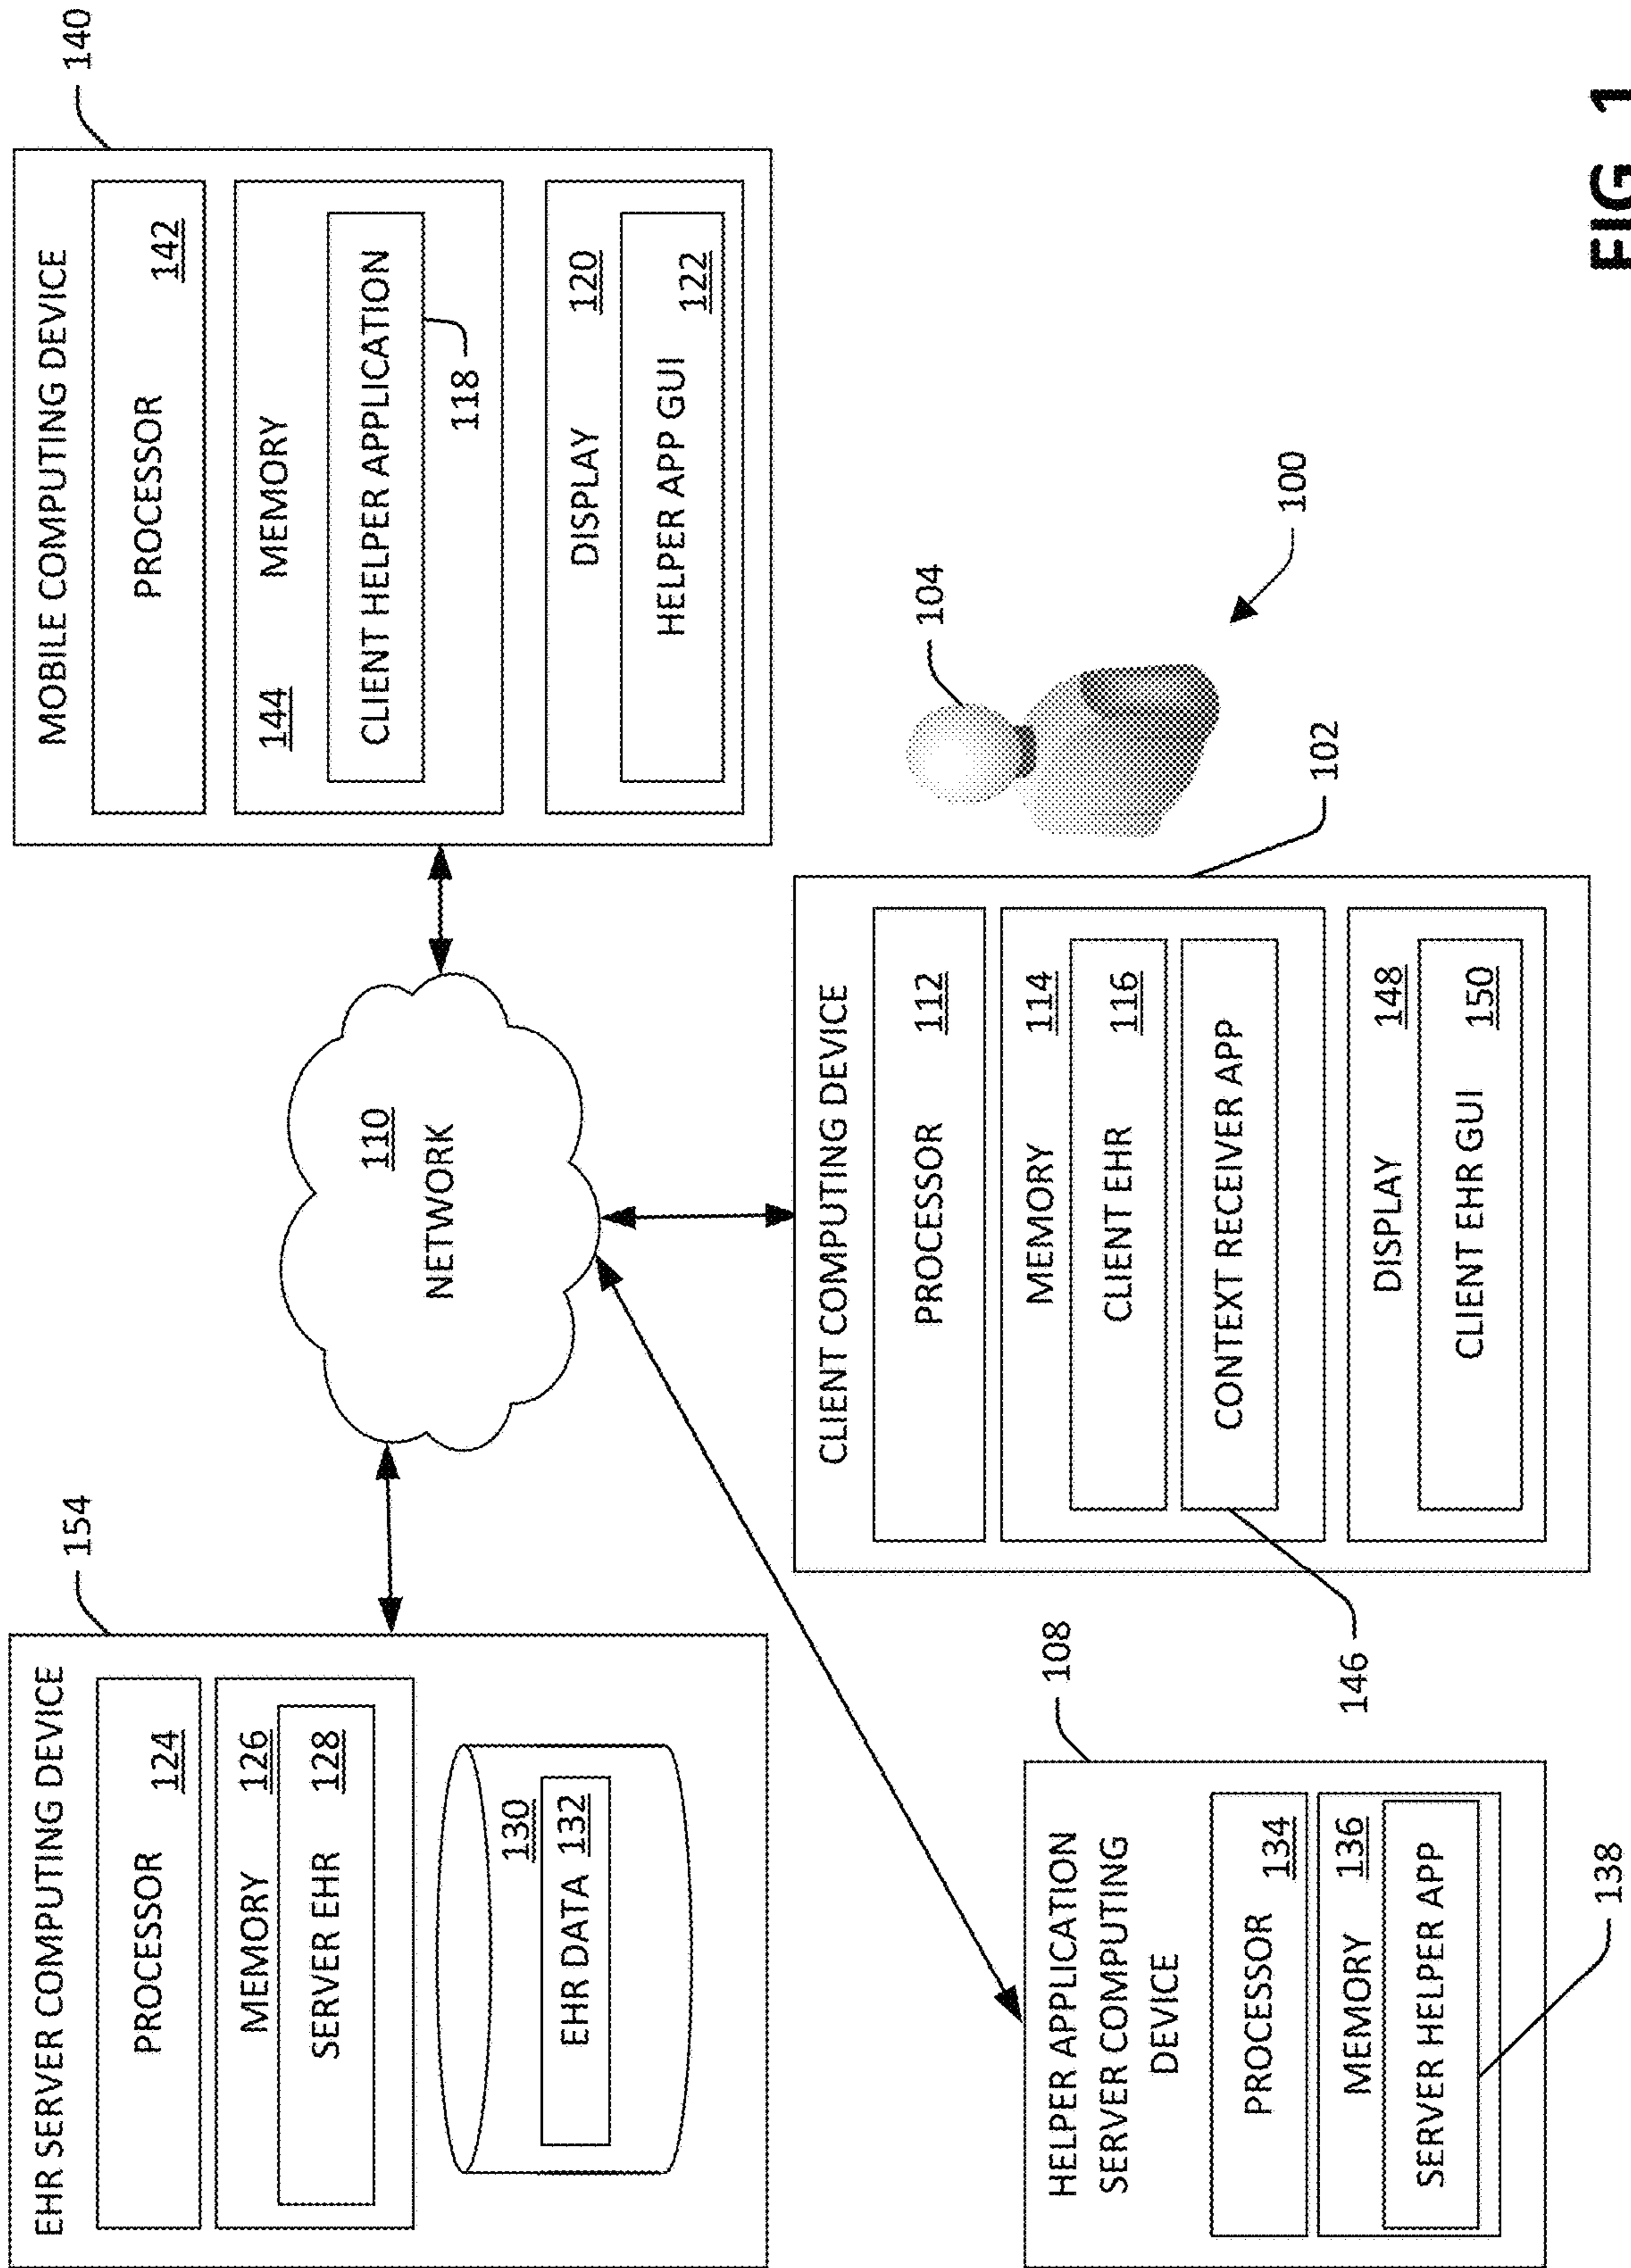 EHR SERVER COMPUTING DEVICE
154
PROCESSOR
124
MEMORY
126
SERVER EHR
128
130
EHR DATA 132
110
NETWORK
MOBILE COMPUTING DEVICE
140
PROCESSOR
142
144
MEMORY
CLIENT HELPER APPLICATION
118
DISPLAY
120
HELPER APP GUI
122
HELPER APPLICATION
SERVER COMPUTING
DEVICE
108
PROCESSOR
134
MEMORY
136
SERVER HELPER APP
138
CLIENT COMPUTING DEVICE
102
PROCESSOR
112
MEMORY
114
CLIENT EHR
116
CONTEXT RECEIVER APP
146
DISPLAY
148
CLIENT EHR GUI
150
104
100
FIG. 1